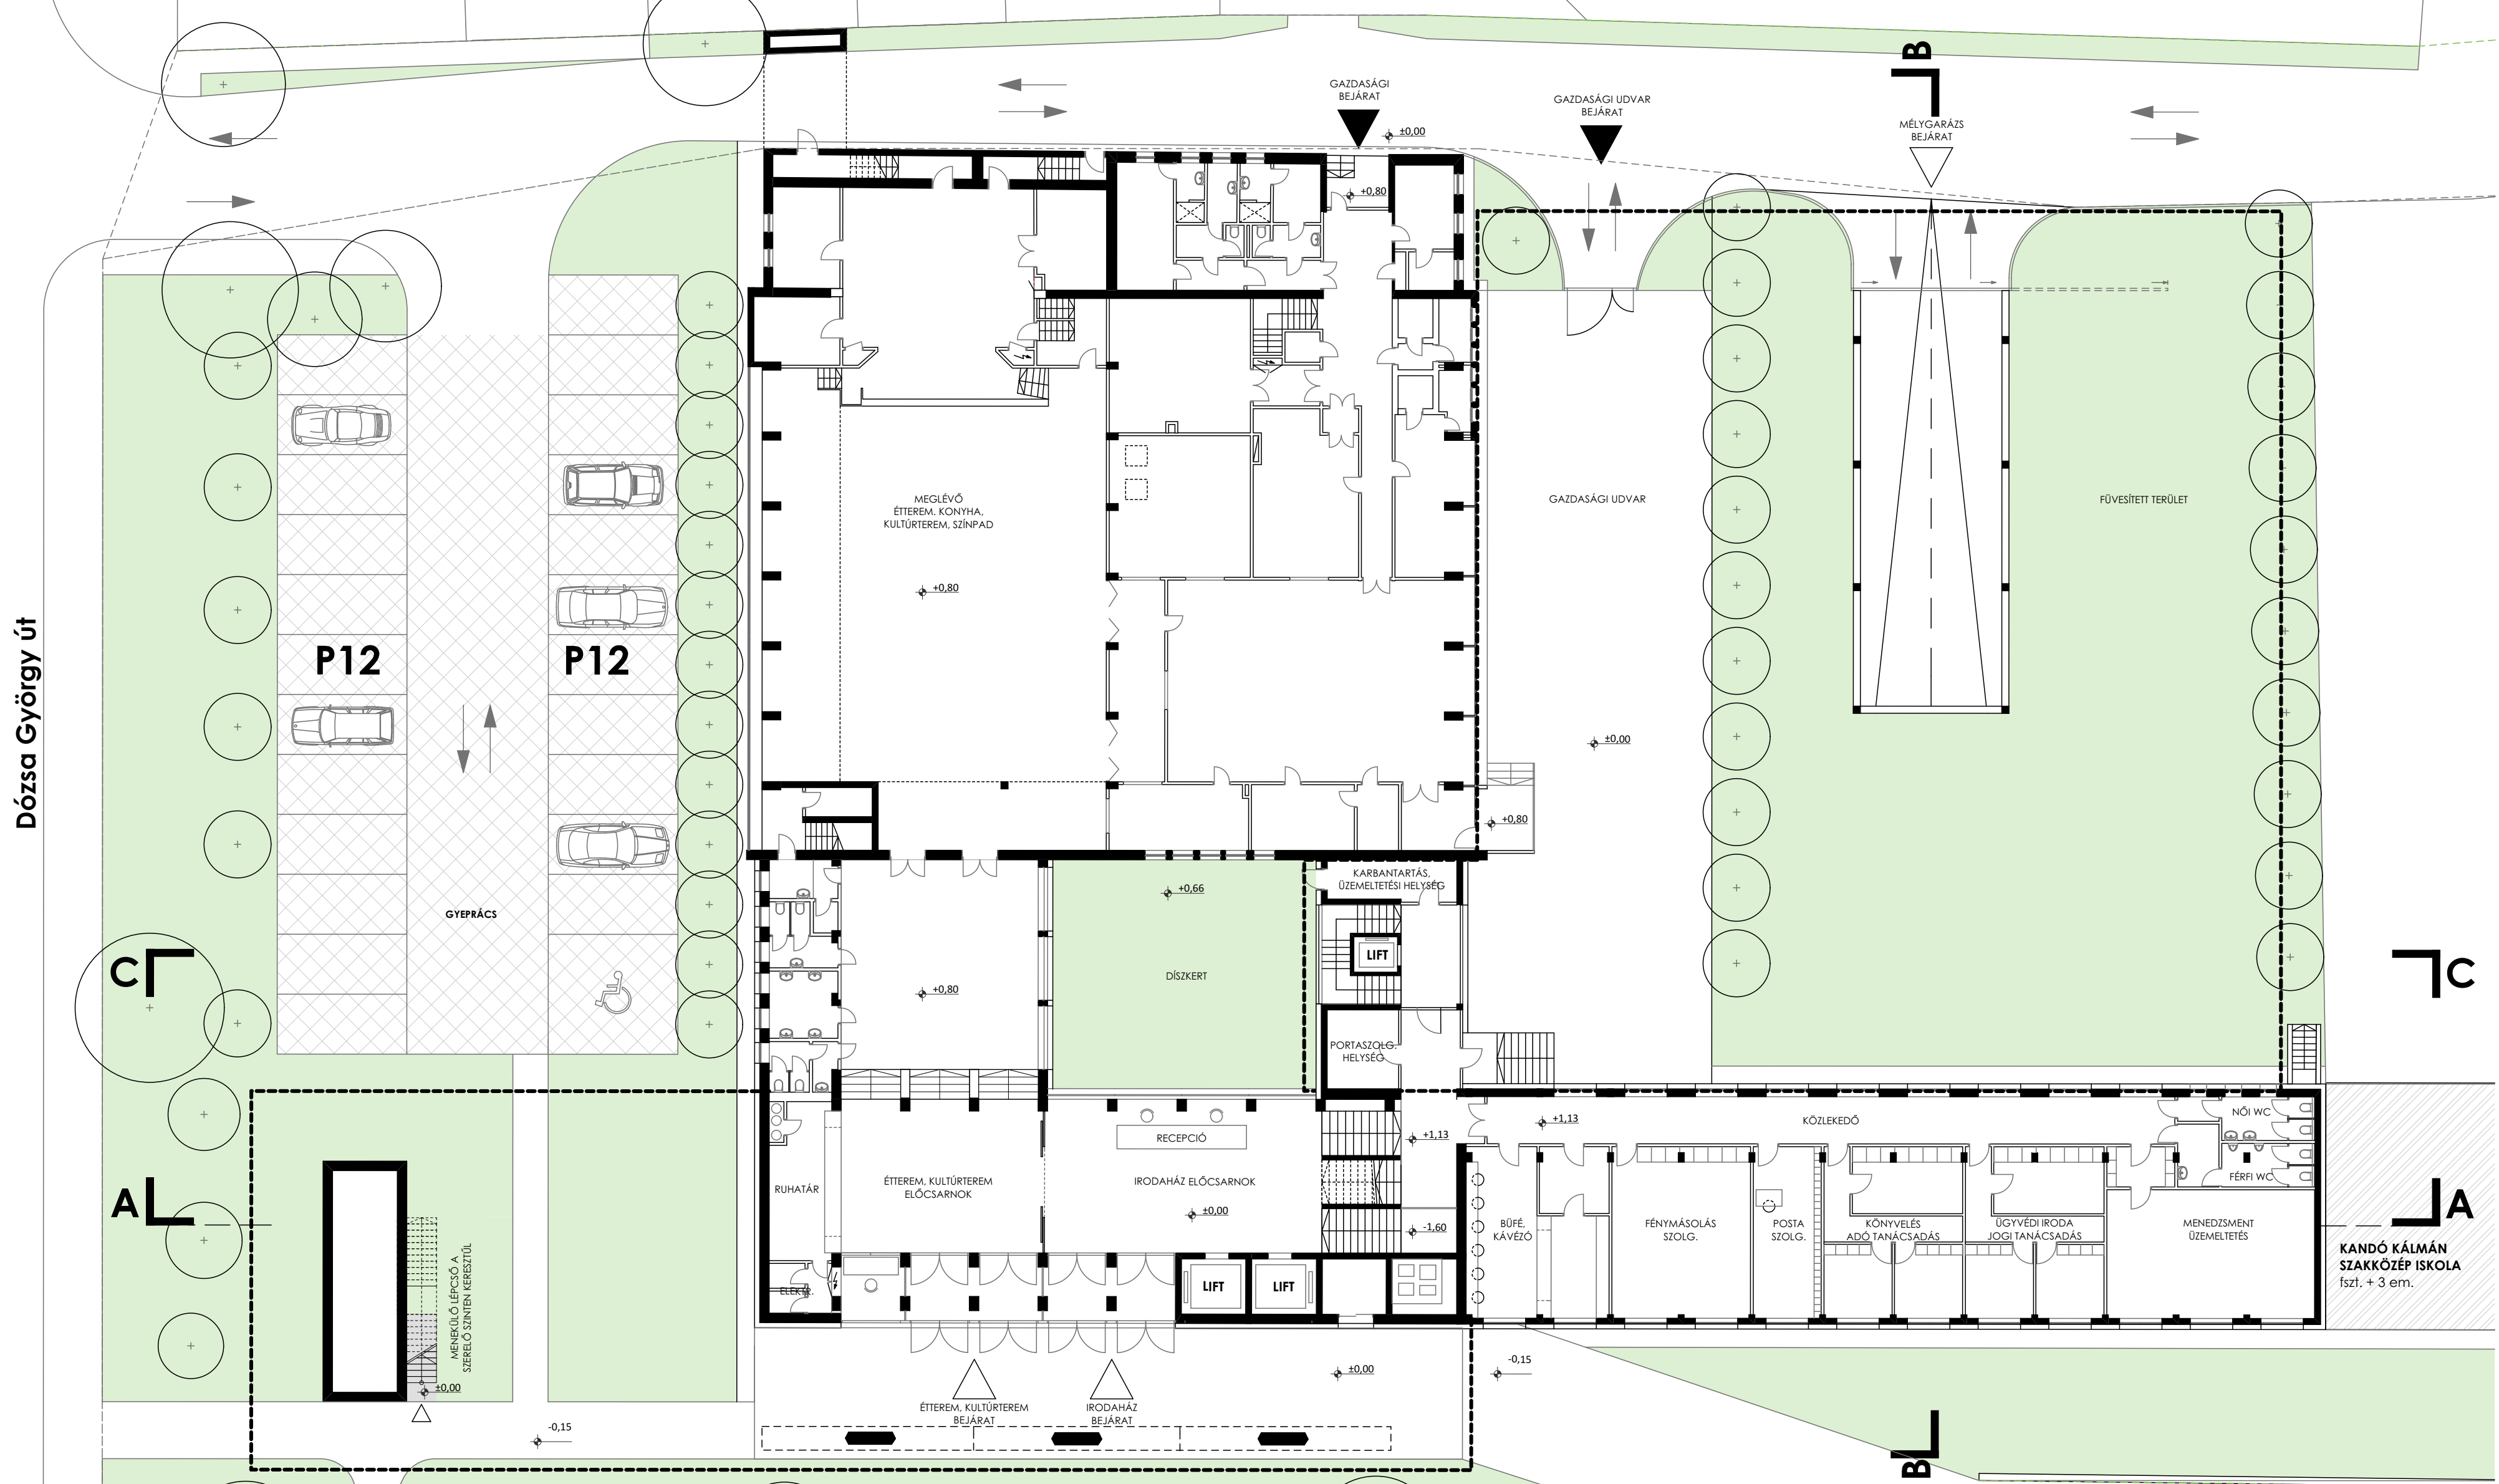 B
GAZDASÁGI
BEJÁRAT
GAZDASÁGI UDVAR
BEJÁRAT
MÉLYGARÁZS
BEJÁRAT
±0,00
+0,80
MEGLÉVŐ
ÉTTEREM. KONYHA,
KULTÚRTEREM, SZÍNPAD
GAZDASÁGI UDVAR
FÜVESÍTETT TERÜLET
+0,80
Dózsa György út
P12
P12
±0,00
+0,80
KARBANTARTÁS,
ÜZEMELTETÉSI HELYSÉG
+0,66
GYEPRÁCS
LIFT
C
C
DÍSZKERT
+0,80
PORTASZOLG.
HELYSÉG
NŐI WC
+1,13
KÖZLEKEDŐ
+1,13
RECEPCIÓ
FÉRFI WC
A
A
RUHATÁR
ÉTTEREM, KULTÚRTEREM
ELŐCSARNOK
IRODAHÁZ ELŐCSARNOK
±0,00
-1,60
BÜFÉ,
KÁVÉZÓ
FÉNYMÁSOLÁS
SZOLG.
POSTA
SZOLG.
KÖNYVELÉS
ADÓ TANÁCSADÁS
ÜGYVÉDI IRODA
JOGI TANÁCSADÁS
MENEDZSMENT
ÜZEMELTETÉS
KANDÓ KÁLMÁN
SZAKKÖZÉP ISKOLA
fszt. + 3 em.
MENEKÜLŐ LÉPCSŐ A
SZERELŐ SZINTEN KERESZTÜL
ELEKTR.
LIFT
LIFT
±0,00
±0,00
-0,15
ÉTTEREM, KULTÚRTEREM
BEJÁRAT
IRODAHÁZ
BEJÁRAT
-0,15
B